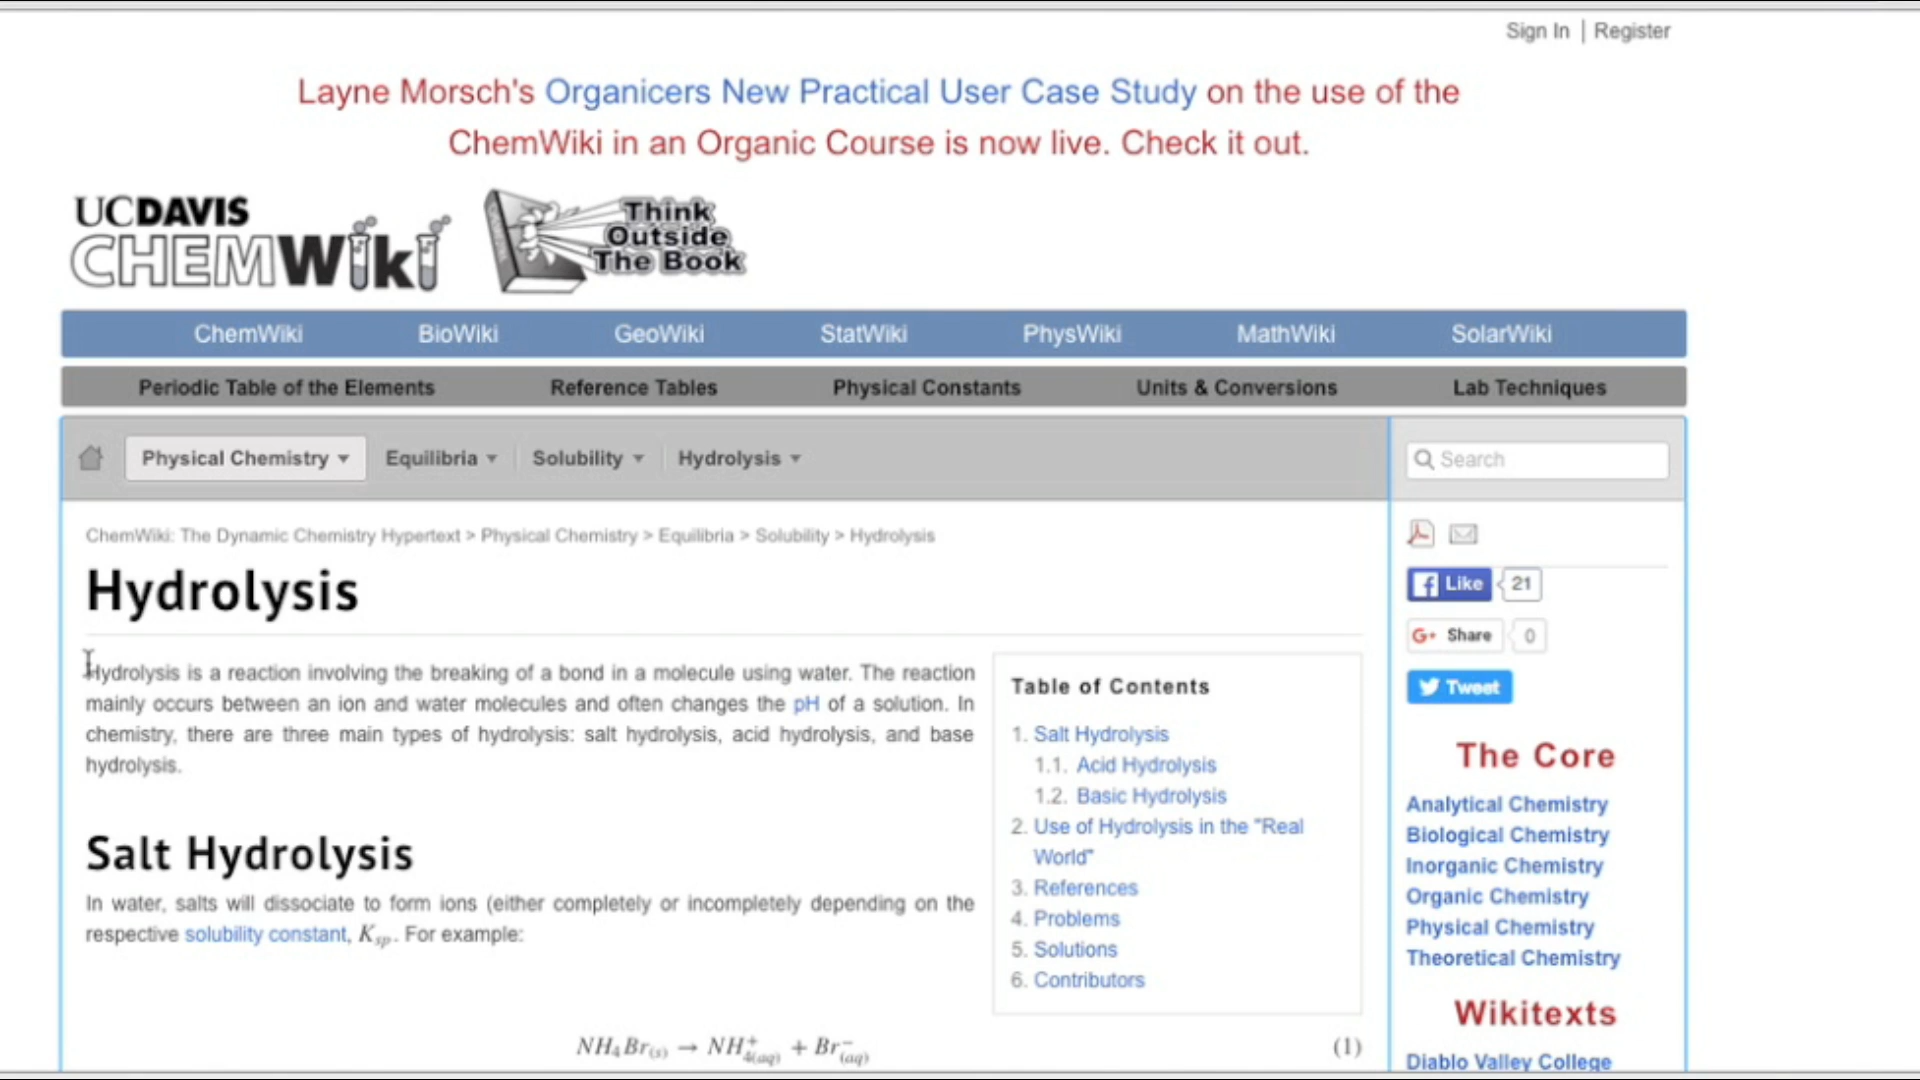 Sign In | Register
Layne Morsch's Organicers New Practical User Case Study on the use of the
ChemWiki in an Organic Course is now live. Check it out.
UCDAVIS
CHEMWiki
Think
Outside
The Book
ChemWiki BioWiki GeoWiki StatWiki PhysWiki MathWiki SolarWiki
Periodic Table of the Elements Reference Tables Physical Constants Units & Conversions Lab Techniques
Physical Chemistry Equilibria Solubility Hydrolysis
Search
ChemWiki: The Dynamic Chemistry Hypertext > Physical Chemistry > Equilibria > Solubility > Hydrolysis
Hydrolysis
Hydrolysis is a reaction involving the breaking of a bond in a molecule using water. The reaction
mainly occurs between an ion and water molecules and often changes the pH of a solution. In
chemistry, there are three main types of hydrolysis: salt hydrolysis, acid hydrolysis, and base
hydrolysis.
Salt Hydrolysis
In water, salts will dissociate to form ions (either completely or incompletely depending on the
respective solubility constant, Ksp. For example:
NH4Br(s) → NH4(aq)+ + Br(aq)− (1)
Table of Contents
1. Salt Hydrolysis
1.1. Acid Hydrolysis
1.2. Basic Hydrolysis
2. Use of Hydrolysis in the "Real
World"
3. References
4. Problems
5. Solutions
6. Contributors
Like 21
G+ Share 0
Tweet
The Core
Analytical Chemistry
Biological Chemistry
Inorganic Chemistry
Organic Chemistry
Physical Chemistry
Theoretical Chemistry
Wikitexts
Diablo Valley College